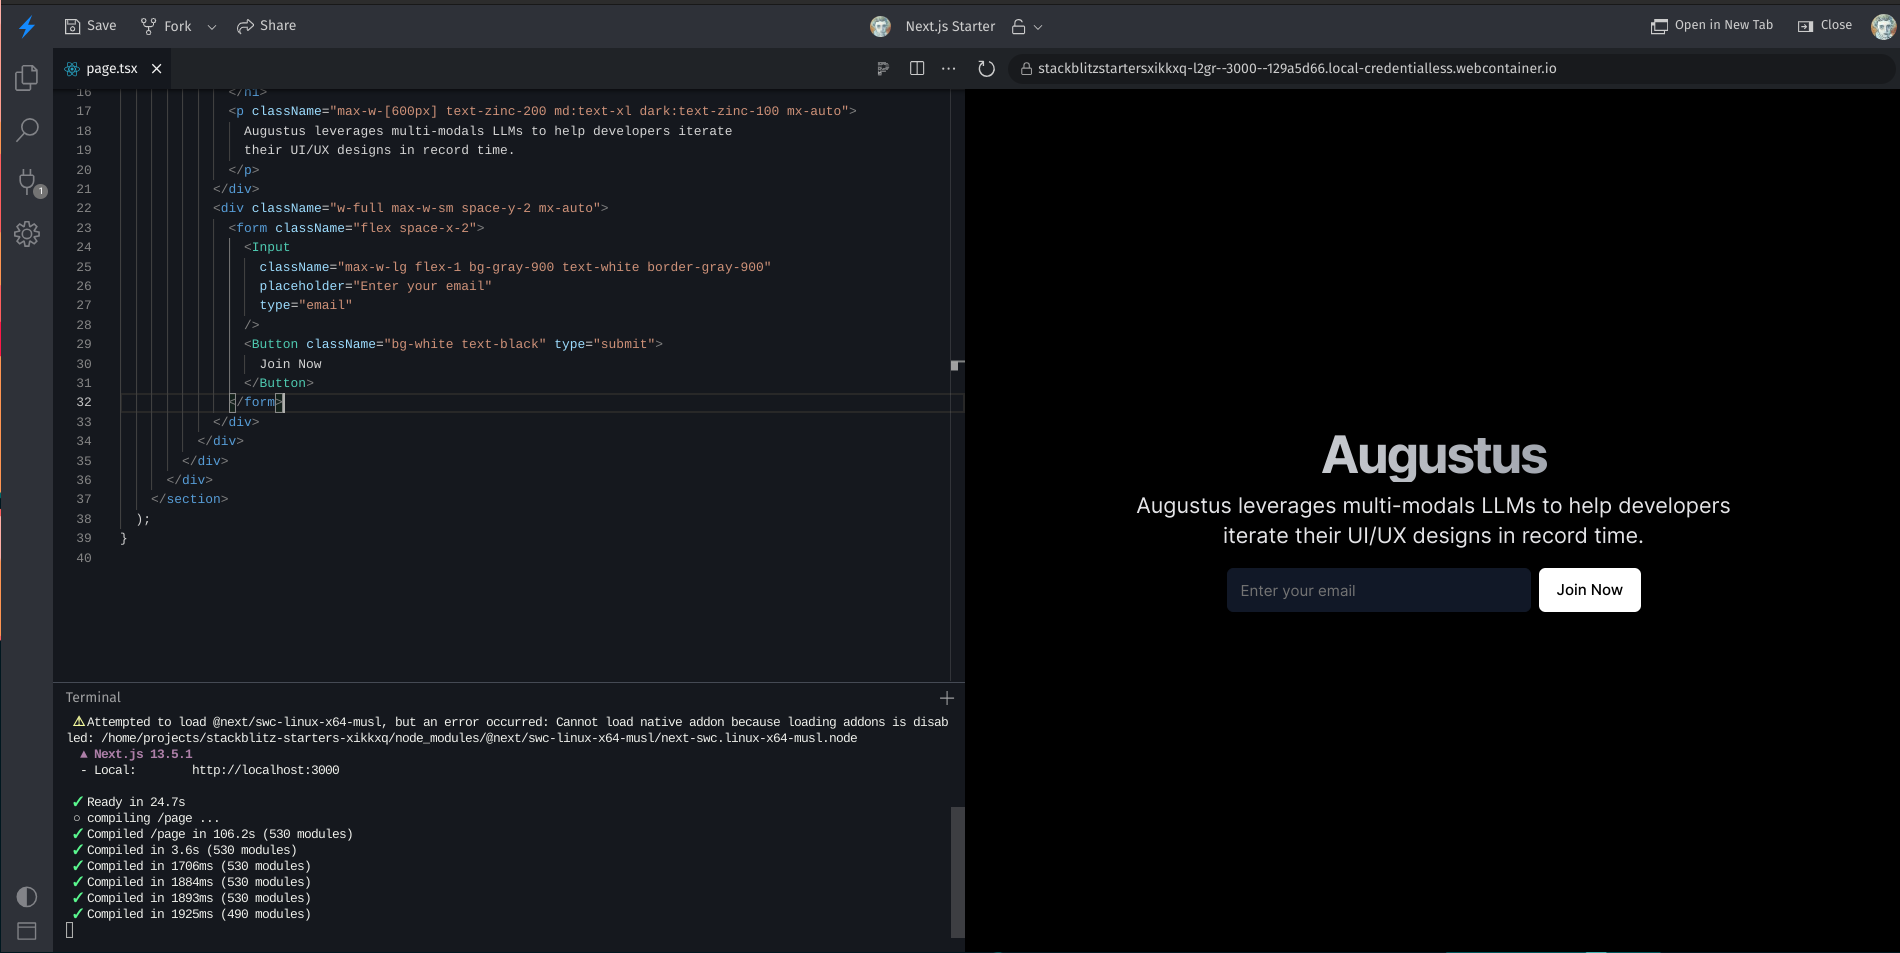 Save
Fork
Share
Next.js Starter
Open in New Tab
Close
page.tsx
stackblitzstartersxikkxq-l2gr--3000--129a5d66.local-credentialless.webcontainer.io
1
16 </h1>
17 <p className="max-w-[600px] text-zinc-200 md:text-xl dark:text-zinc-100 mx-auto">
18 Augustus leverages multi-modals LLMs to help developers iterate
19 their UI/UX designs in record time.
20 </p>
21 </div>
22 <div className="w-full max-w-sm space-y-2 mx-auto">
23 <form className="flex space-x-2">
24 <Input
25 className="max-w-lg flex-1 bg-gray-900 text-white border-gray-900"
26 placeholder="Enter your email"
27 type="email"
28 />
29 <Button className="bg-white text-black" type="submit">
30 Join Now
31 </Button>
32 </form>
33 </div>
34 </div>
35 </div>
36 </div>
37 </section>
38 );
39 }
40
Terminal
⚠ Attempted to load @next/swc-linux-x64-musl, but an error occurred: Cannot load native addon because loading addons is disab
led: /home/projects/stackblitz-starters-xikkxq/node_modules/@next/swc-linux-x64-musl/next-swc.linux-x64-musl.node
▲ Next.js 13.5.1
- Local: http://localhost:3000
✓ Ready in 24.7s
○ compiling /page ...
✓ Compiled /page in 106.2s (530 modules)
✓ Compiled in 3.6s (530 modules)
✓ Compiled in 1706ms (530 modules)
✓ Compiled in 1884ms (530 modules)
✓ Compiled in 1893ms (530 modules)
✓ Compiled in 1925ms (490 modules)
Augustus
Augustus leverages multi-modals LLMs to help developers
iterate their UI/UX designs in record time.
Enter your email
Join Now